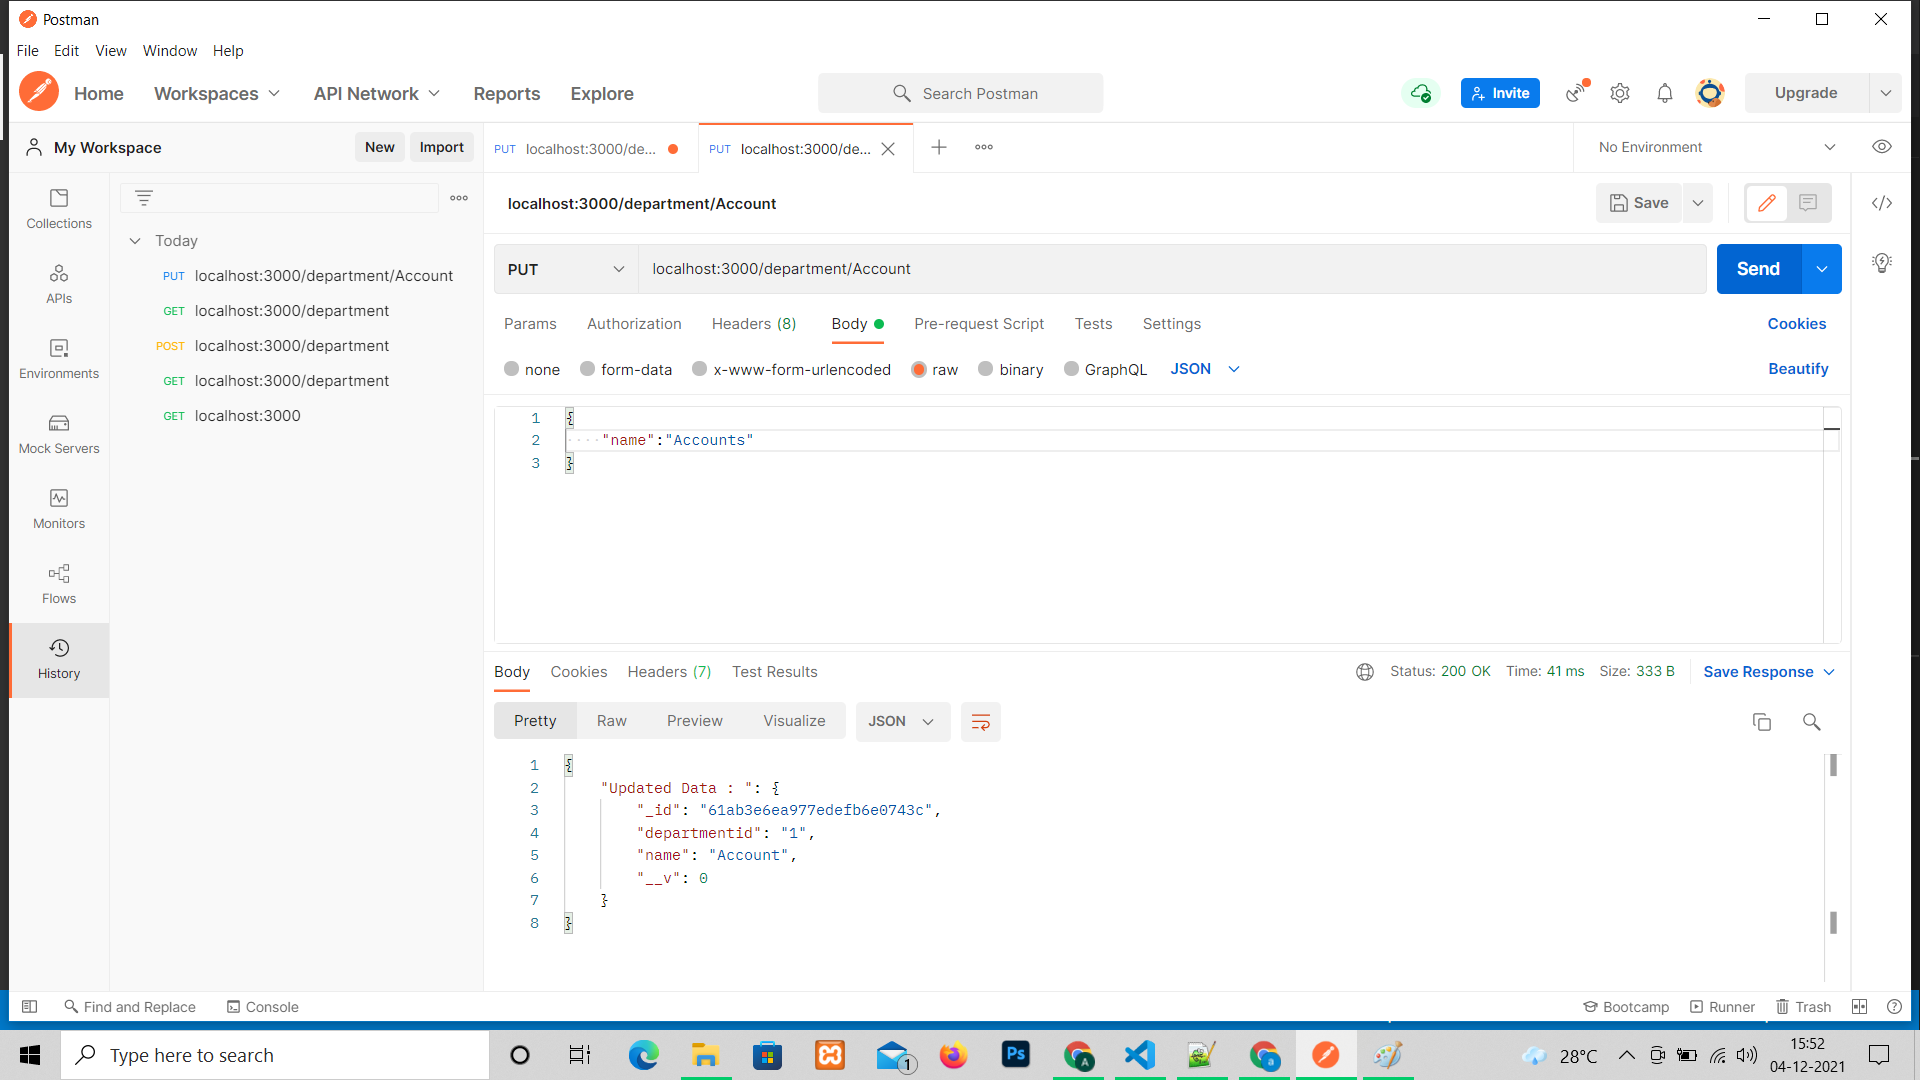 Postman
File Edit View Window Help
Home Workspaces API Network Reports Explore
Search Postman
Invite
Upgrade
My Workspace
New Import
PUT localhost:3000/de...
PUT localhost:3000/de...
No Environment
Collections
APIs
Environments
Mock Servers
Monitors
Flows
History
Today
PUT localhost:3000/department/Account
GET localhost:3000/department
POST localhost:3000/department
GET localhost:3000/department
GET localhost:3000
localhost:3000/department/Account
Save
PUT localhost:3000/department/Account
Send
Params Authorization Headers (8) Body Pre-request Script Tests Settings Cookies
none form-data x-www-form-urlencoded raw binary GraphQL JSON Beautify
1 {
2 "name":"Accounts"
3 }
Body Cookies Headers (7) Test Results
Status: 200 OK Time: 41 ms Size: 333 B Save Response
Pretty Raw Preview Visualize JSON
1 {
2 "Updated Data : ": {
3 "_id": "61ab3e6ea977edefb6e0743c",
4 "departmentid": "1",
5 "name": "Account",
6 "__v": 0
7 }
8 }
Find and Replace Console
Bootcamp Runner Trash
Type here to search
1
Ps
A
a
28°C
15:52
04-12-2021